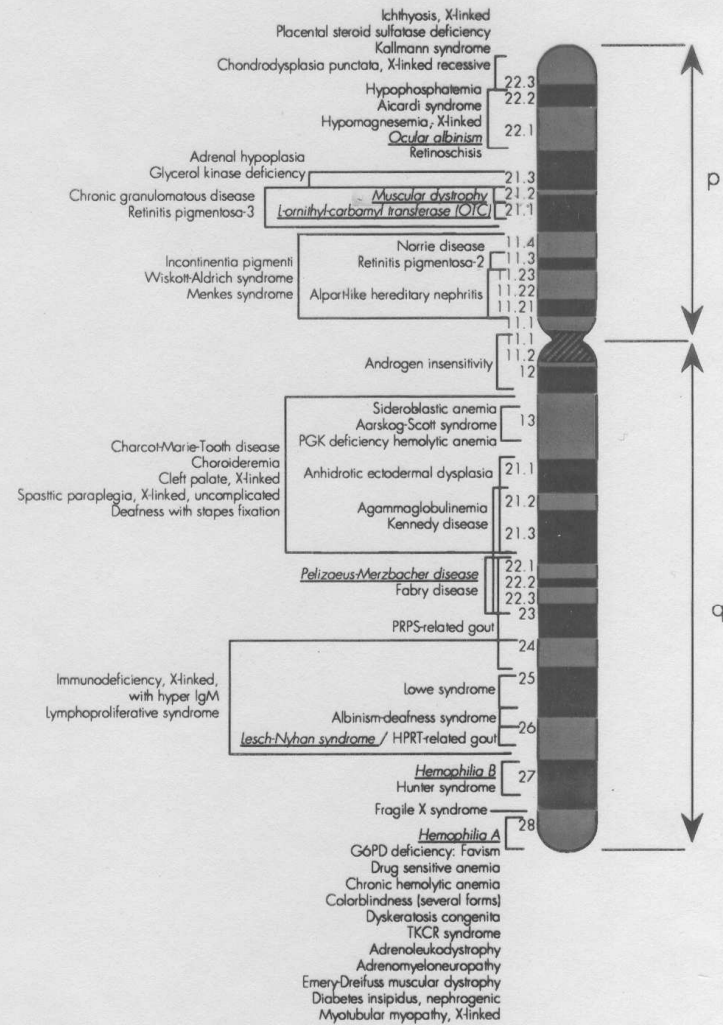 Ichthyosis, X-linked
Placental steroid sulfatase deficiency
Kallmann syndrome
Chondrodysplasia punctata, X-linked recessive
22.3
Hypophosphatemia
22.2
Aicardi syndrome
Hypomagnesemia, X-linked
22.1
Ocular albinism
Retinoschisis
Adrenal hypoplasia
Glycerol kinase deficiency
21.3
p
Chronic granulomatous disease
Muscular dystrophy
21.2
Retinitis pigmentosa-3
L-ornithyl-carbamyl transferase (OTC)
21.1
Norrie disease
11.4
Incontinentia pigmenti
Retinitis pigmentosa-2
11.3
Wiskott-Aldrich syndrome
11.23
Menkes syndrome
Alport-like hereditary nephritis
11.22
11.21
11.1
11.1
11.2
Androgen insensitivity
12
Sideroblastic anemia
Aarskog-Scott syndrome
13
PGK deficiency hemolytic anemia
Charcot-Marie-Tooth disease
Choroideremia
Cleft palate, X-linked
Spasttic paraplegia, X-linked, uncomplicated
Deafness with stapes fixation
Anhidrotic ectodermal dysplasia
21.1
Agammaglobulinemia
21.2
Kennedy disease
21.3
Pelizaeus-Merzbacher disease
22.1
Fabry disease
22.2
22.3
23
q
PRPS-related gout
24
Immunodeficiency, X-linked,
with hyper IgM
Lymphoproliferative syndrome
Lowe syndrome
25
Albinism-deafness syndrome
26
Lesch-Nyhan syndrome / HPRT-related gout
Hemophilia B
27
Hunter syndrome
Fragile X syndrome
28
Hemophilia A
G6PD deficiency: Favism
Drug sensitive anemia
Chronic hemolytic anemia
Colorblindness (several forms)
Dyskeratosis congenita
TKCR syndrome
Adrenoleukodystrophy
Adrenomyeloneuropathy
Emery-Dreifuss muscular dystrophy
Diabetes insipidus, nephrogenic
Myotubular myopathy, X-linked